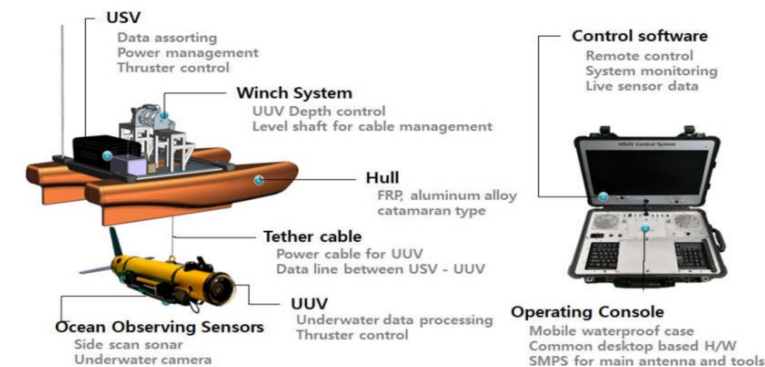 USV
Data assorting
Power management
Thruster control
Winch System
UUV Depth control
Level shaft for cable management
Hull
FRP, aluminum alloy
catamaran type
Tether cable
Power cable for UUV
Data line between USV - UUV
UUV
Underwater data processing
Thruster control
Ocean Observing Sensors
Side scan sonar
Underwater camera
Control software
Remote control
System monitoring
Live sensor data
Control System
Operating Console
Mobile waterproof case
Common desktop based H/W
SMPS for main antenna and tools